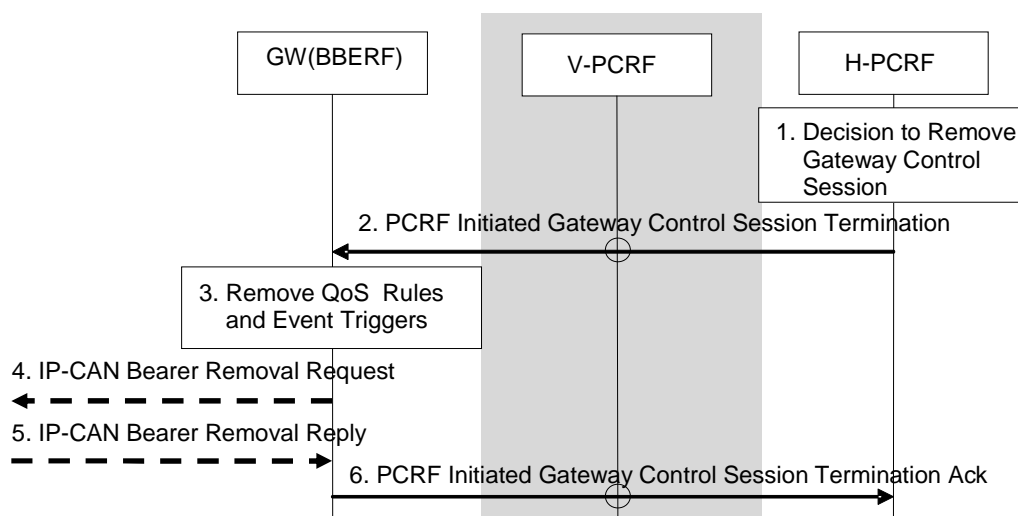 GW(BBERF)
V-PCRF
H-PCRF
1. Decision to Remove
Gateway Control
Session
2. PCRF Initiated Gateway Control Session Termination
3. Remove QoS Rules
and Event Triggers
4. IP-CAN Bearer Removal Request
5. IP-CAN Bearer Removal Reply
6. PCRF Initiated Gateway Control Session Termination Ack